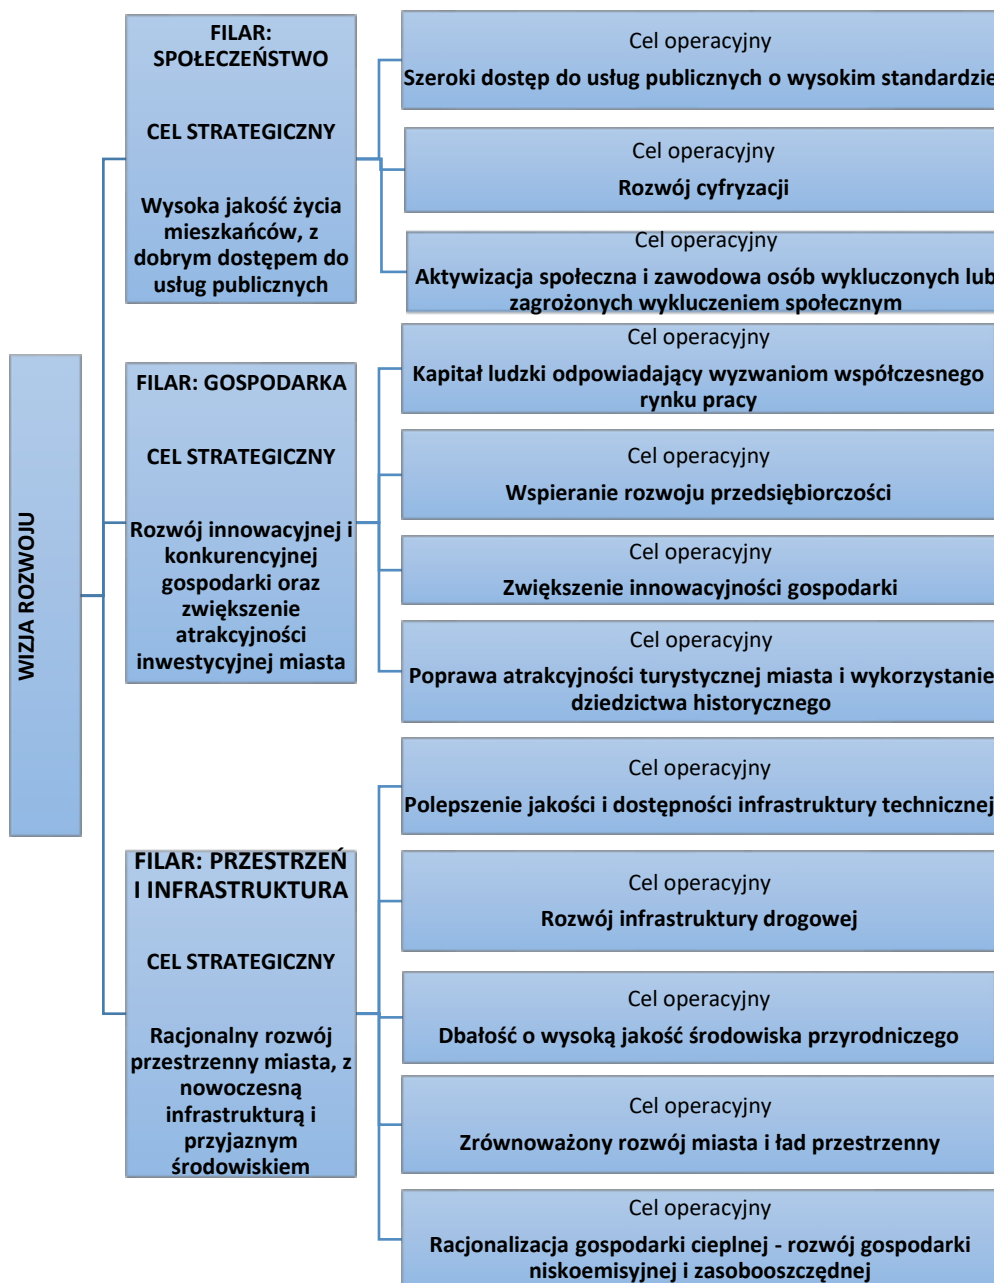 WIZJA ROZWOJU
FILAR:
SPOŁECZEŃSTWO
CEL STRATEGICZNY
Wysoka jakość życia
mieszkańców, z
dobrym dostępem do
usług publicznych
Cel operacyjny
Szeroki dostęp do usług publicznych o wysokim standardzie
Cel operacyjny
Rozwój cyfryzacji
Cel operacyjny
Aktywizacja społeczna i zawodowa osób wykluczonych lub
zagrożonych wykluczeniem społecznym
FILAR: GOSPODARKA
CEL STRATEGICZNY
Rozwój innowacyjnej i
konkurencyjnej
gospodarki oraz
zwiększenie
atrakcyjności
inwestycyjnej miasta
Cel operacyjny
Kapitał ludzki odpowiadający wyzwaniom współczesnego
rynku pracy
Cel operacyjny
Wspieranie rozwoju przedsiębiorczości
Cel operacyjny
Zwiększenie innowacyjności gospodarki
Cel operacyjny
Poprawa atrakcyjności turystycznej miasta i wykorzystanie
dziedzictwa historycznego
FILAR: PRZESTRZEŃ
I INFRASTRUKTURA
CEL STRATEGICZNY
Racjonalny rozwój
przestrzenny miasta, z
nowoczesną
infrastrukturą i
przyjaznym
środowiskiem
Cel operacyjny
Polepszenie jakości i dostępności infrastruktury technicznej
Cel operacyjny
Rozwój infrastruktury drogowej
Cel operacyjny
Dbałość o wysoką jakość środowiska przyrodniczego
Cel operacyjny
Zrównoważony rozwój miasta i ład przestrzenny
Cel operacyjny
Racjonalizacja gospodarki cieplnej - rozwój gospodarki
niskoemisyjnej i zasobooszczędnej